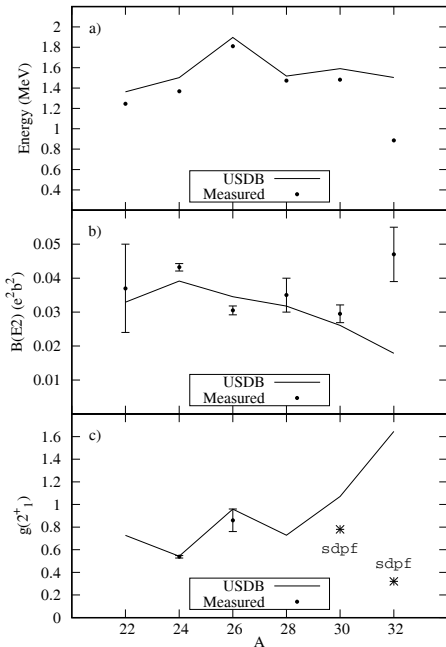 a)
2
1.8
1.6
1.4
1.2
1
0.8
0.6
0.4
Energy (MeV)
USDB
Measured
b)
0.05
0.04
0.03
0.02
0.01
B(E2) (e²b²)
USDB
Measured
c)
1.6
1.4
1.2
1
0.8
0.6
0.4
0.2
0
g(2⁺₁)
sdpf
sdpf
USDB
Measured
22 24 26 28 30 32
A